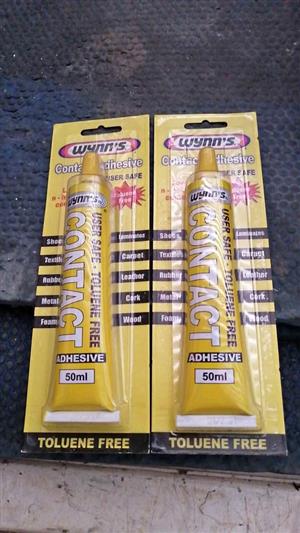 WYNN'S
Contact Adhesive
USER SAFE
WYNN'S
CONTACT
USER SAFE - TOLUENE FREE
Shoes
Textile
Rubber
Metal
Foam
Laminates
Carpet
Leather
Cork
Wood
ADHESIVE
50ml
TOLUENE FREE
WYNN'S
Contact Adhesive
USER SAFE
WYNN'S
CONTACT
USER SAFE - TOLUENE FREE
Shoes
Textile
Rubber
Metal
Foam
Laminates
Carpet
Leather
Cork
Wood
ADHESIVE
50ml
TOLUENE FREE